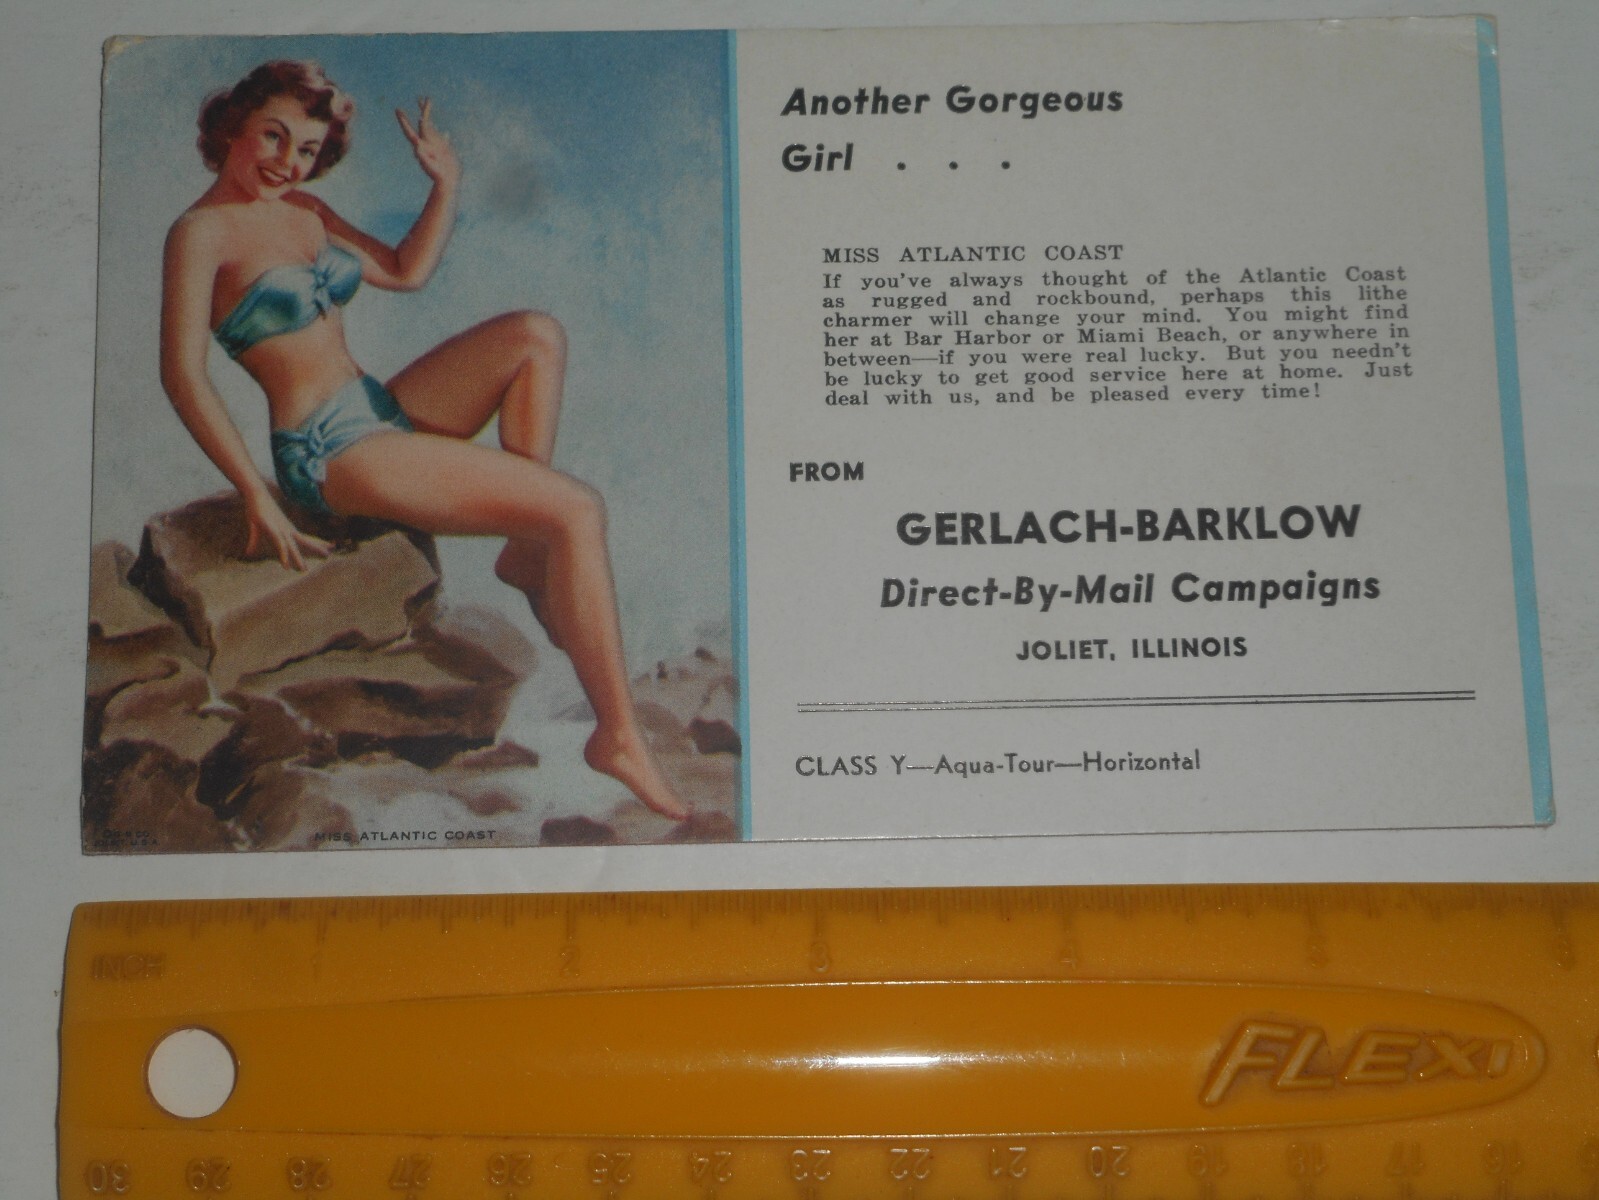 Another Gorgeous
Girl . . .
MISS ATLANTIC COAST
If you've always thought of the Atlantic Coast
as rugged and rockbound, perhaps this lithe
charmer will change your mind. You might find
her at Bar Harbor or Miami Beach, or anywhere in
between—if you were real lucky. But you needn't
be lucky to get good service here at home. Just
deal with us, and be pleased every time!
FROM
GERLACH-BARKLOW
Direct-By-Mail Campaigns
JOLIET, ILLINOIS
CLASS Y—Aqua-Tour—Horizontal
MISS ATLANTIC COAST
U.S.A.
INCH 1 2 3 4 5 6
FLEXI
30 29 28 27 26 25 24 23 22 21 20 19 18 17 16